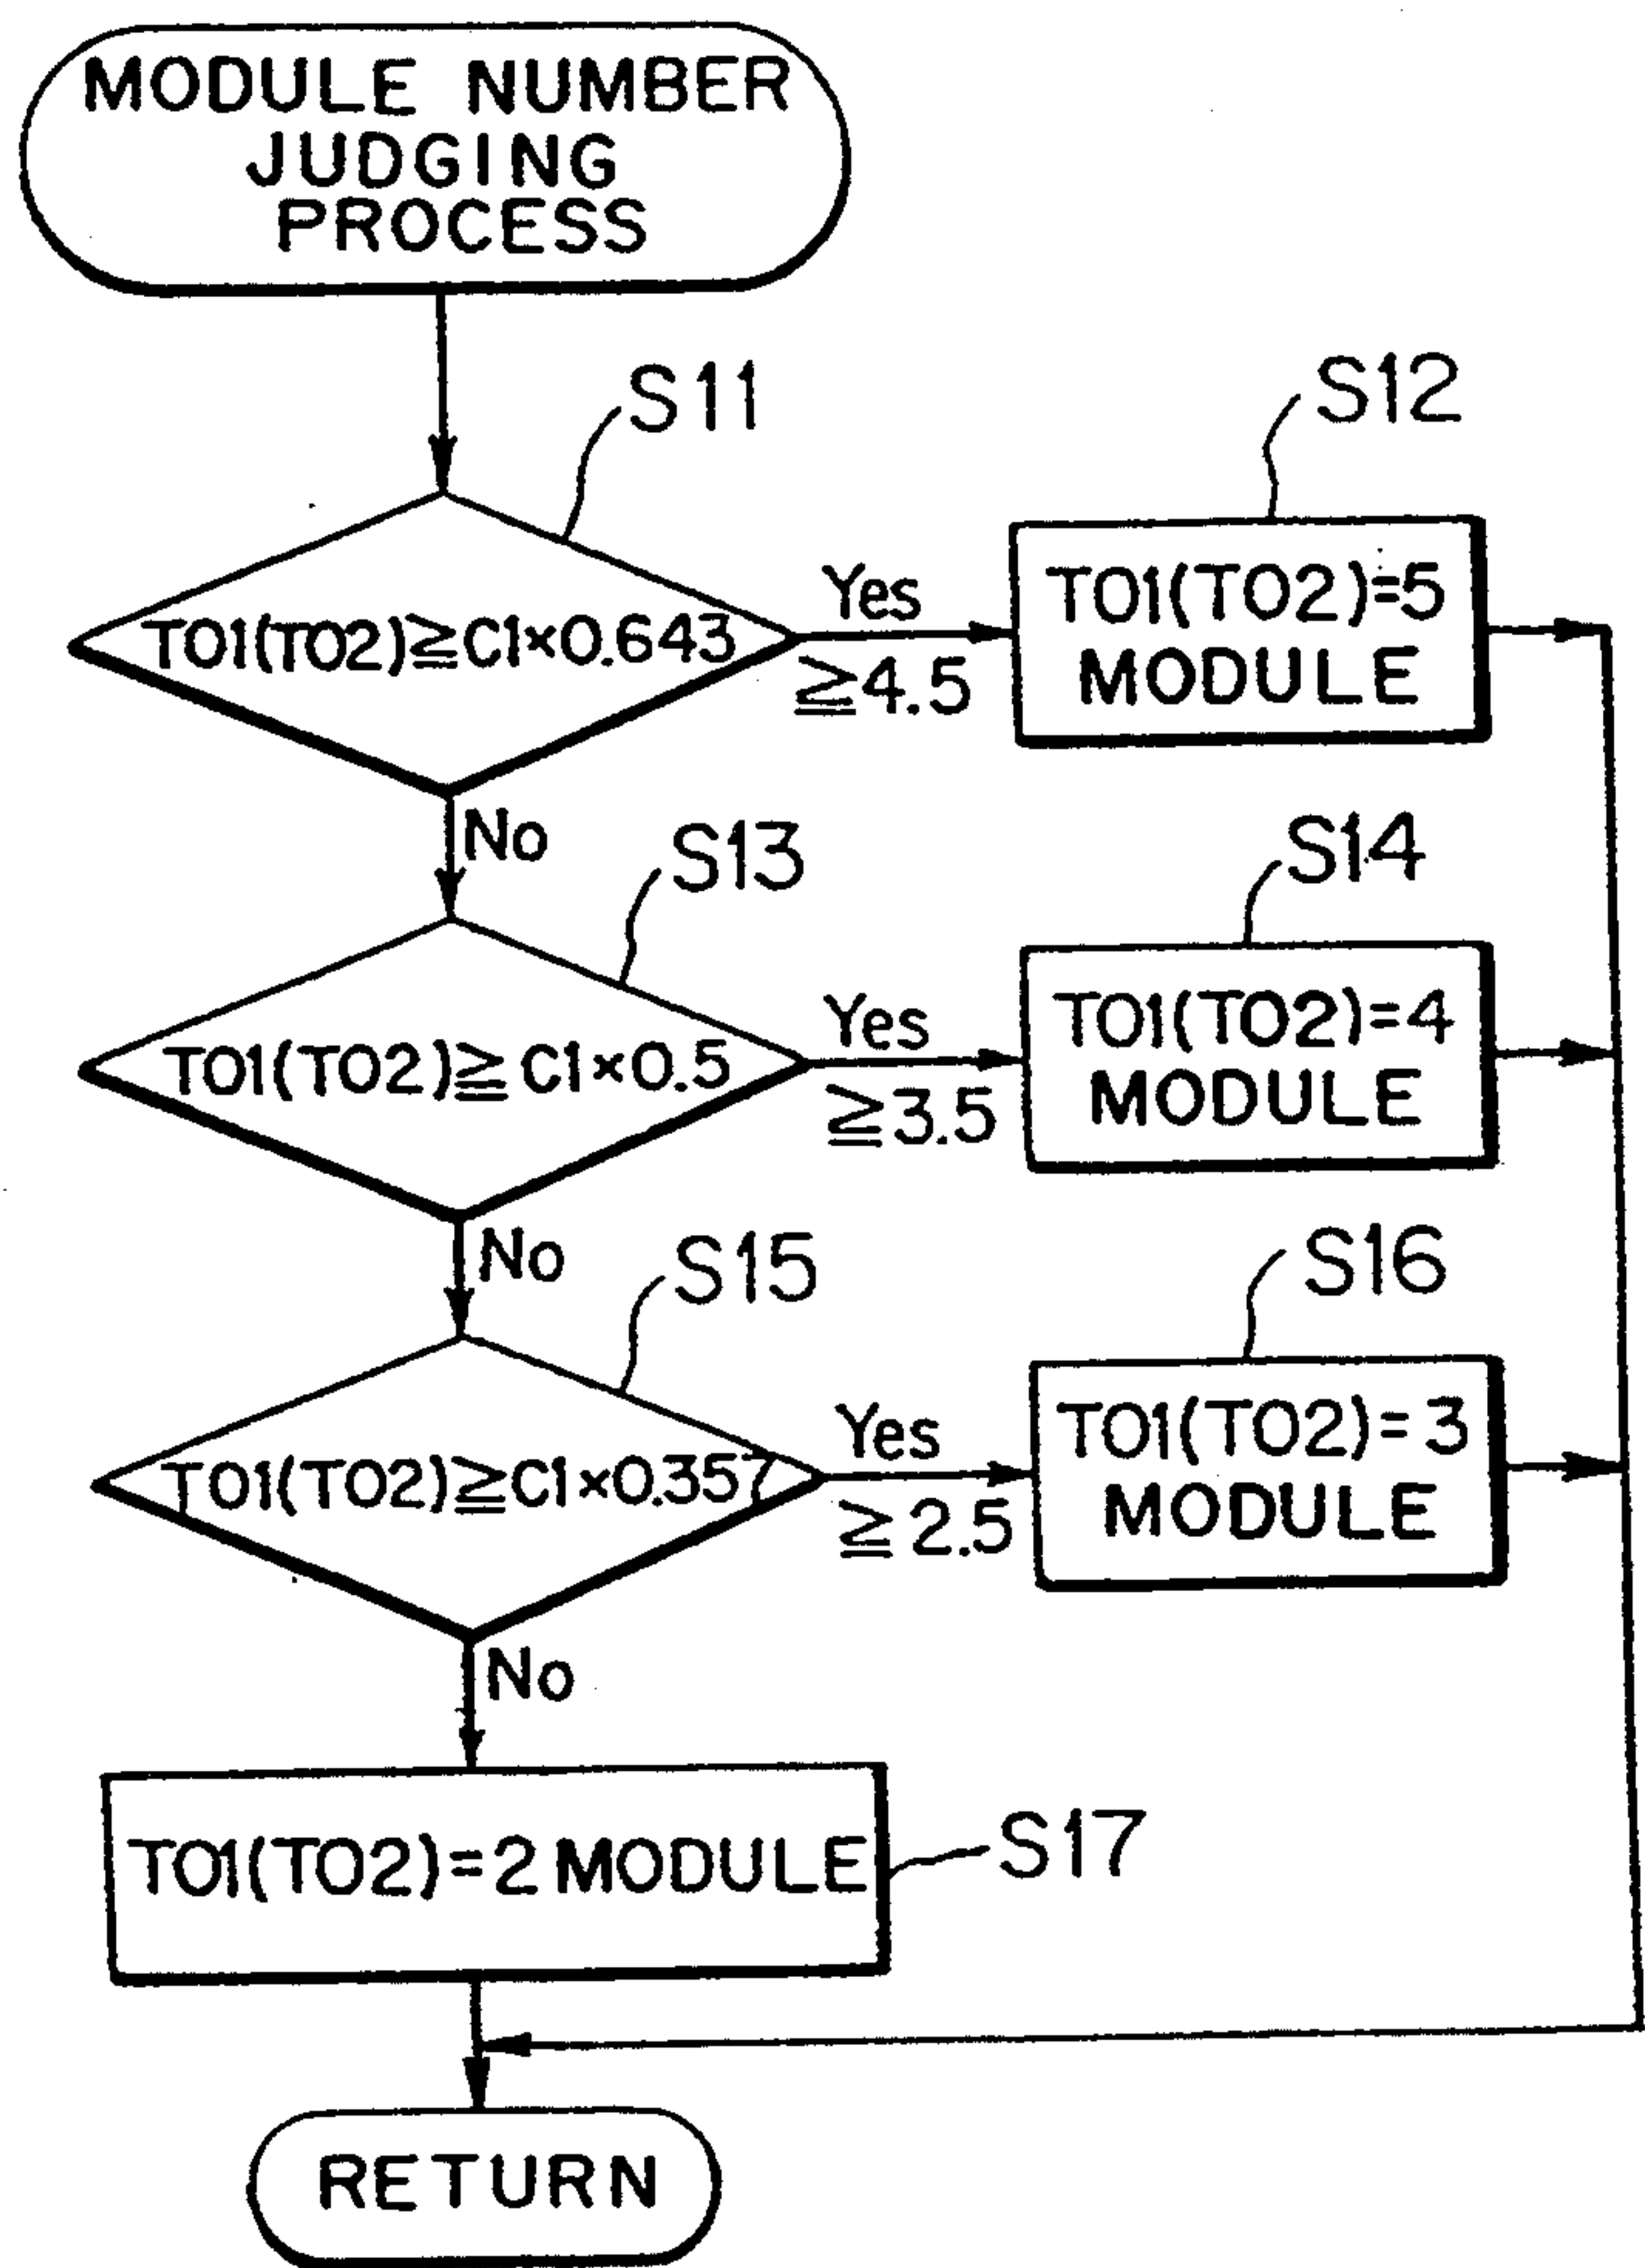 MODULE NUMBER
JUDGING
PROCESS
S11
S12
T01(T02)≧C1×0.643
Yes
≧4.5
T01(T02)=5
MODULE
No
S13
S14
T01(T02)≧C1×0.5
Yes
≧3.5
T01(T02)=4
MODULE
No
S15
S16
T01(T02)≧C1×0.357
Yes
≧2.5
T01(T02)=3
MODULE
No
T01(T02)=2 MODULE
S17
RETURN